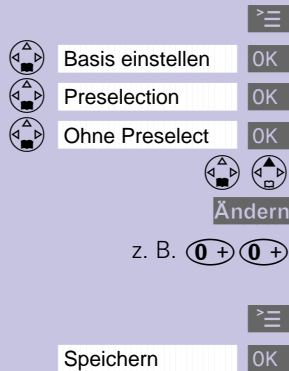 >
Basis einstellen OK
Preselection OK
Ohne Preselect OK
Ändern
z. B. 0 + 0 +
>
Speichern OK